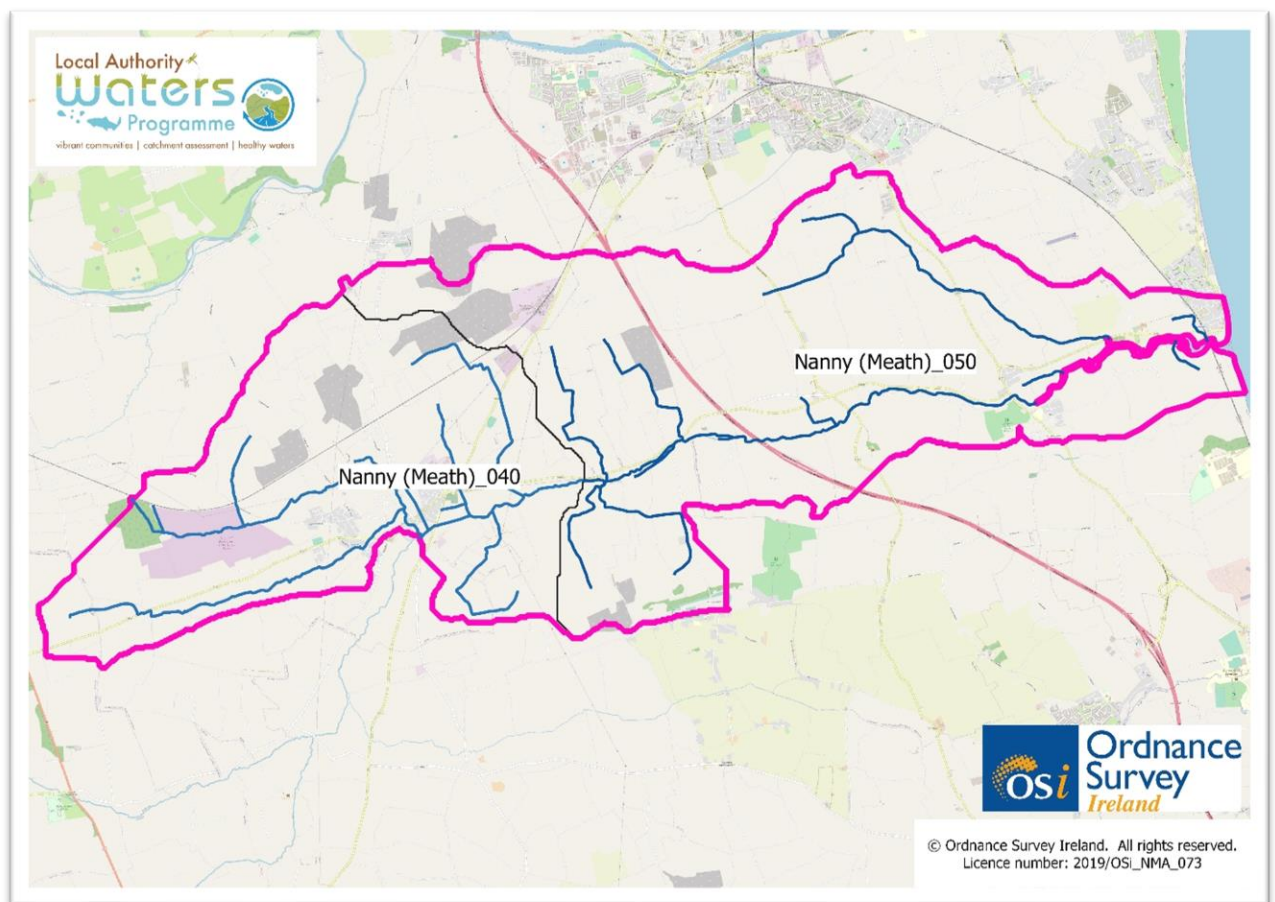 Local Authority
Waters
Programme
vibrant communities | catchment assessment | healthy waters
Nanny (Meath)_050
Nanny (Meath)_040
OSi
Ordnance
Survey
Ireland
© Ordnance Survey Ireland. All rights reserved.
Licence number: 2019/OSi_NMA_073